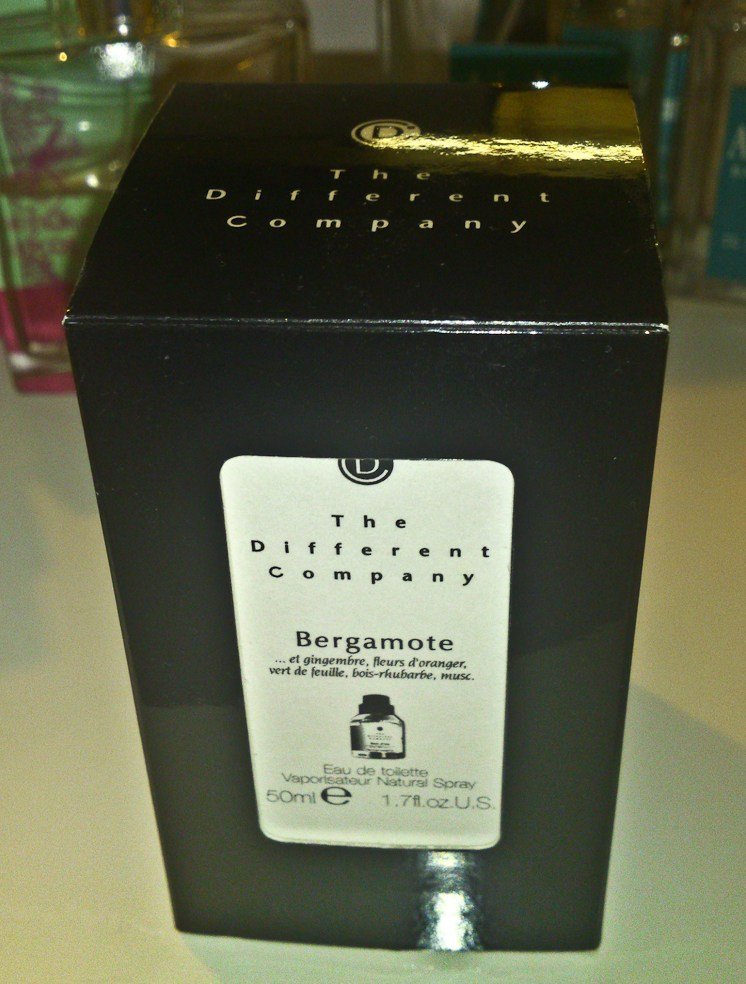 D
The
Different
Company
D
The
Different
Company
Bergamote
... et gingembre, fleurs d'oranger,
vert de feuille, bois-rhubarbe, musc.
Eau de toilette
Vaporisateur Natural Spray
50ml e 1.7fl.oz.U.S.